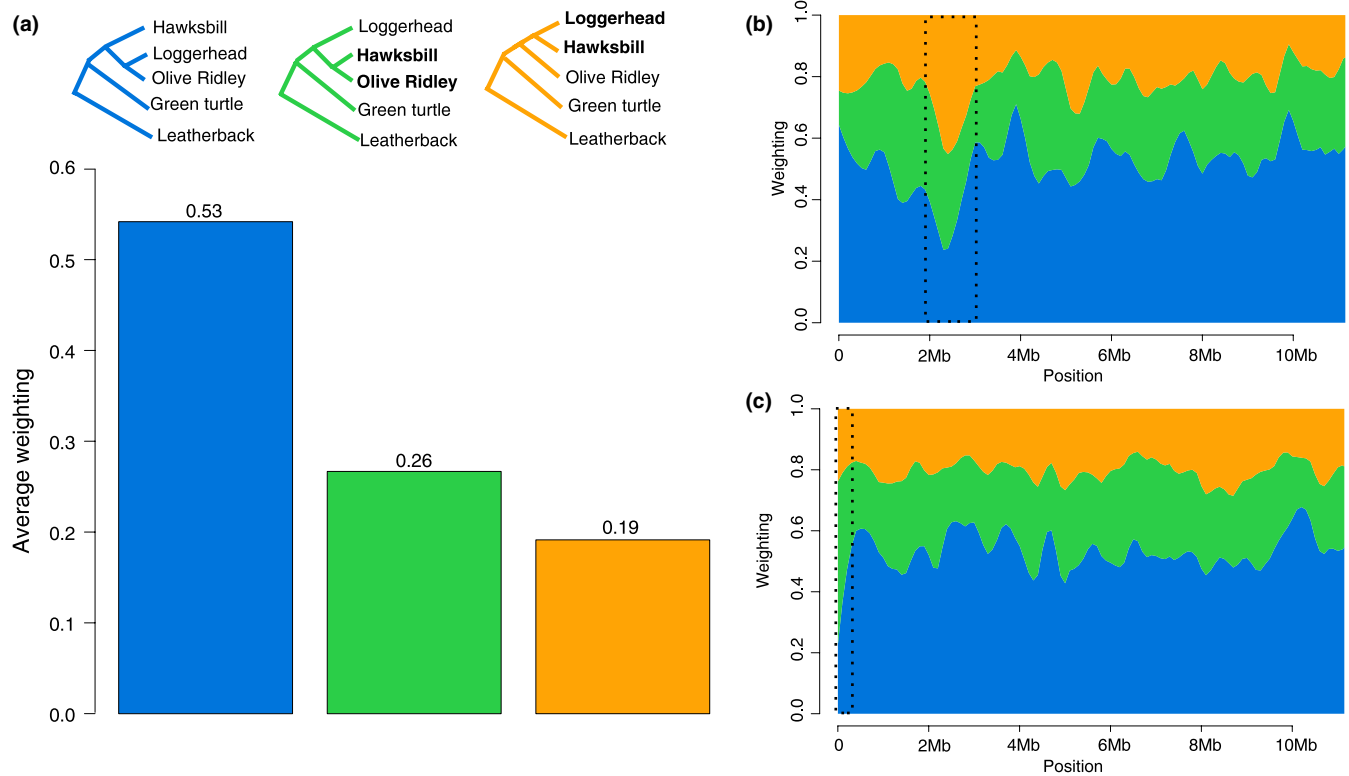 (a)
Hawksbill
Loggerhead
Olive Ridley
Green turtle
Leatherback
Loggerhead
Hawksbill
Olive Ridley
Green turtle
Leatherback
Loggerhead
Hawksbill
Olive Ridley
Green turtle
Leatherback
Average weighting
0.6
0.5
0.4
0.3
0.2
0.1
0.0
0.53
0.26
0.19
(b)
Weighting
1.0
0.8
0.6
0.4
0.2
0.0
0 2Mb 4Mb 6Mb 8Mb 10Mb
Position
(c)
Weighting
1.0
0.8
0.6
0.4
0.2
0.0
0 2Mb 4Mb 6Mb 8Mb 10Mb
Position